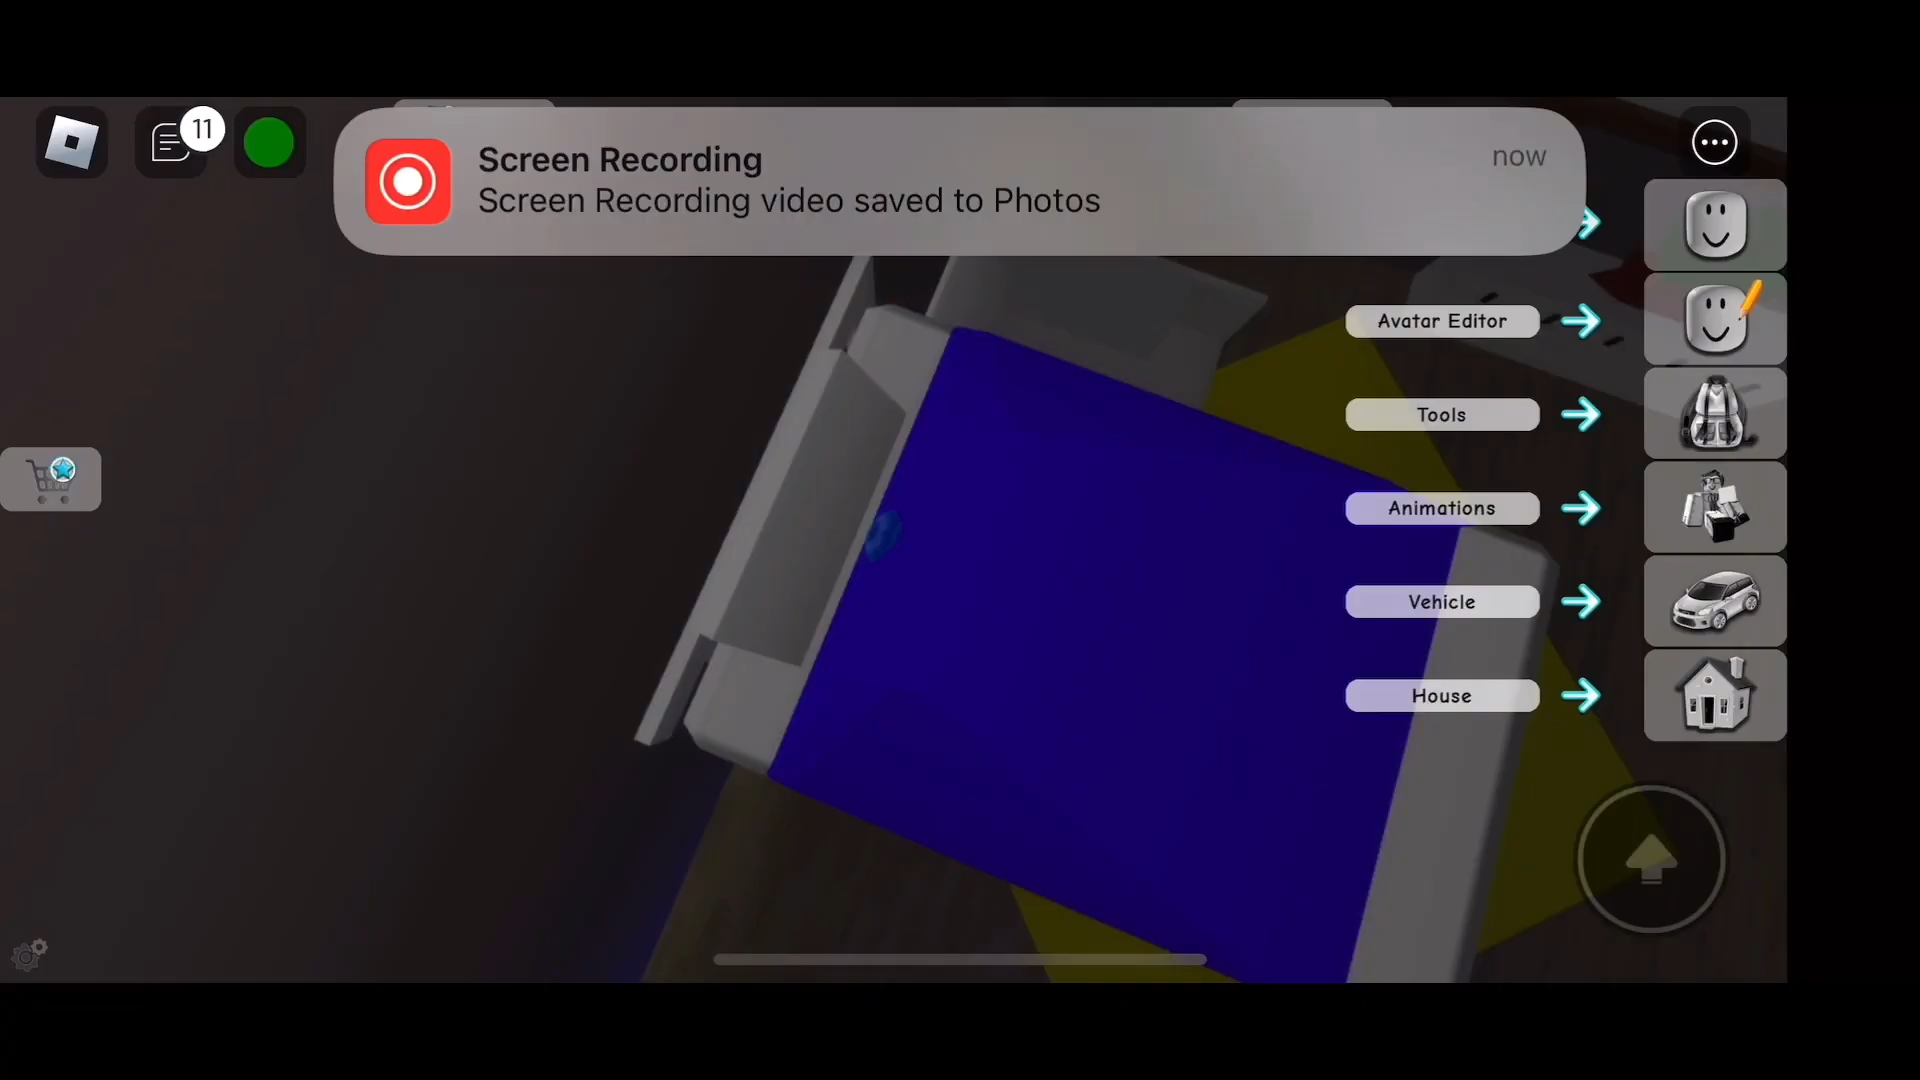 11
Screen Recording
now
Screen Recording video saved to Photos
Avatar Editor
Tools
Animations
Vehicle
House